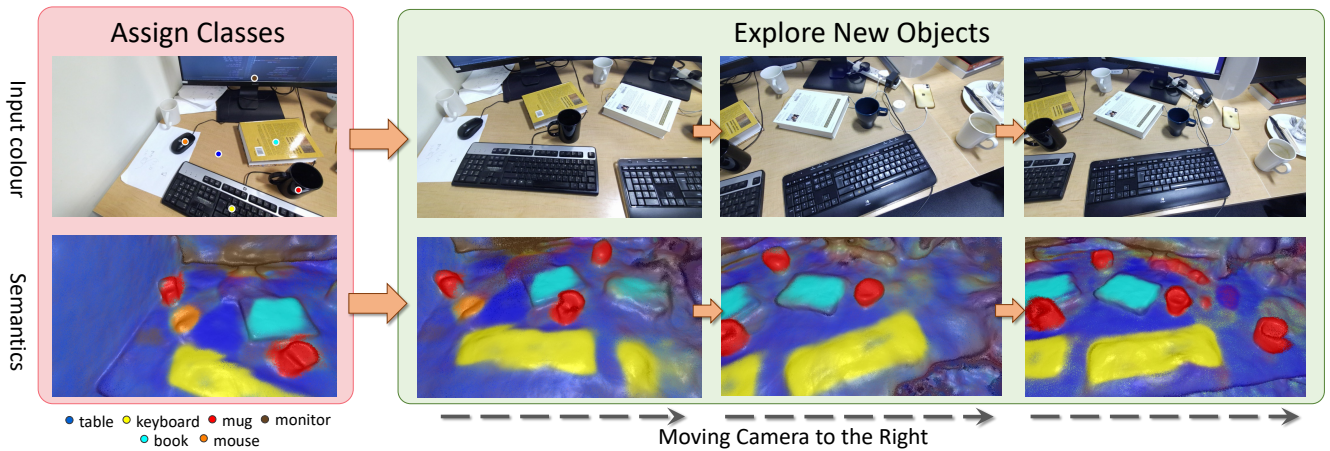 Assign Classes
Explore New Objects
Input colour
Semantics
table keyboard mug monitor
book mouse
Moving Camera to the Right